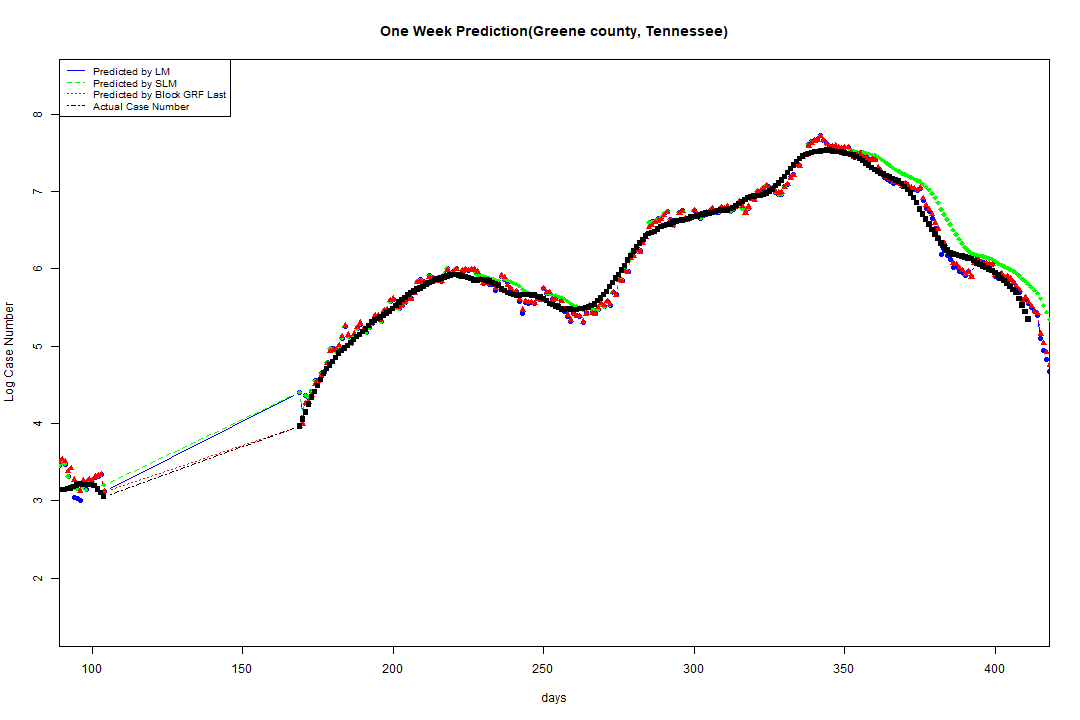 One Week Prediction(Greene county, Tennessee)
Predicted by LM
Predicted by SLM
Predicted by Block GRF Last
Actual Case Number
8
7
6
5
4
3
2
Log Case Number
100 150 200 250 300 350 400
days